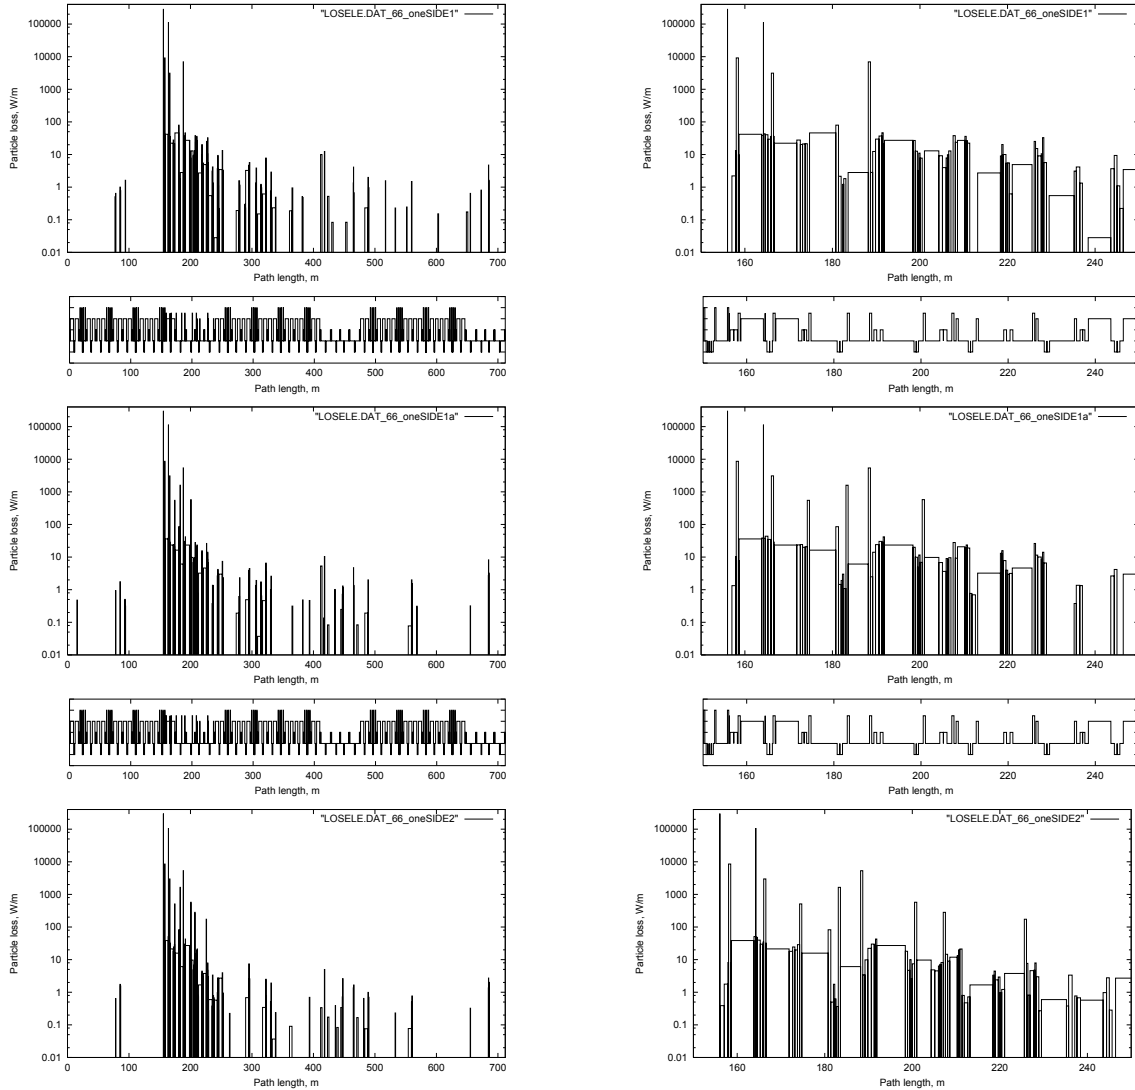 "LOSELE.DAT_66_oneSIDE1"
Particle loss, W/m
100000
10000
1000
100
10
1
0.1
0.01
0 100 200 300 400 500 600 700
Path length, m
"LOSELE.DAT_66_oneSIDE1"
Particle loss, W/m
100000
10000
1000
100
10
1
0.1
0.01
160 180 200 220 240
Path length, m
0 100 200 300 400 500 600 700
Path length, m
160 180 200 220 240
Path length, m
"LOSELE.DAT_66_oneSIDE1a"
Particle loss, W/m
100000
10000
1000
100
10
1
0.1
0.01
0 100 200 300 400 500 600 700
Path length, m
"LOSELE.DAT_66_oneSIDE1a"
Particle loss, W/m
100000
10000
1000
100
10
1
0.1
0.01
160 180 200 220 240
Path length, m
0 100 200 300 400 500 600 700
Path length, m
160 180 200 220 240
Path length, m
"LOSELE.DAT_66_oneSIDE2"
Particle loss, W/m
100000
10000
1000
100
10
1
0.1
0.01
0 100 200 300 400 500 600 700
Path length, m
"LOSELE.DAT_66_oneSIDE2"
Particle loss, W/m
100000
10000
1000
100
10
1
0.1
0.01
160 180 200 220 240
Path length, m